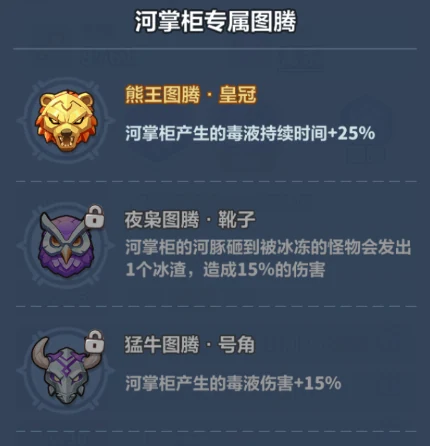 河掌柜专属图腾
熊王图腾·皇冠
河掌柜产生的毒液持续时间+25%
夜枭图腾·靴子
河掌柜的河豚砸到被冰冻的怪物会发出
1个冰渣，造成15%的伤害
猛牛图腾·号角
河掌柜产生的毒液伤害+15%